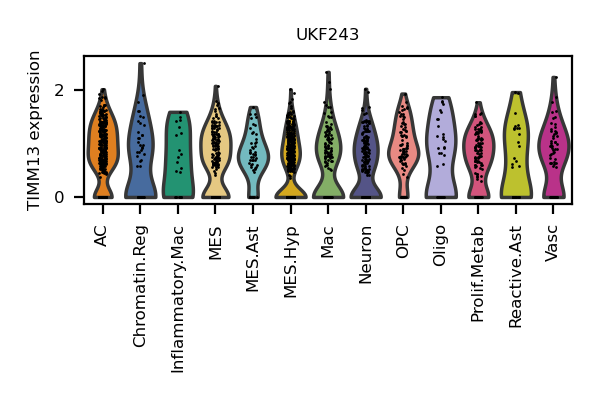 UKF243
TIMM13 expression
2
0
AC
Chromatin.Reg
Inflammatory.Mac
MES
MES.Ast
MES.Hyp
Mac
Neuron
OPC
Oligo
Prolif.Metab
Reactive.Ast
Vasc